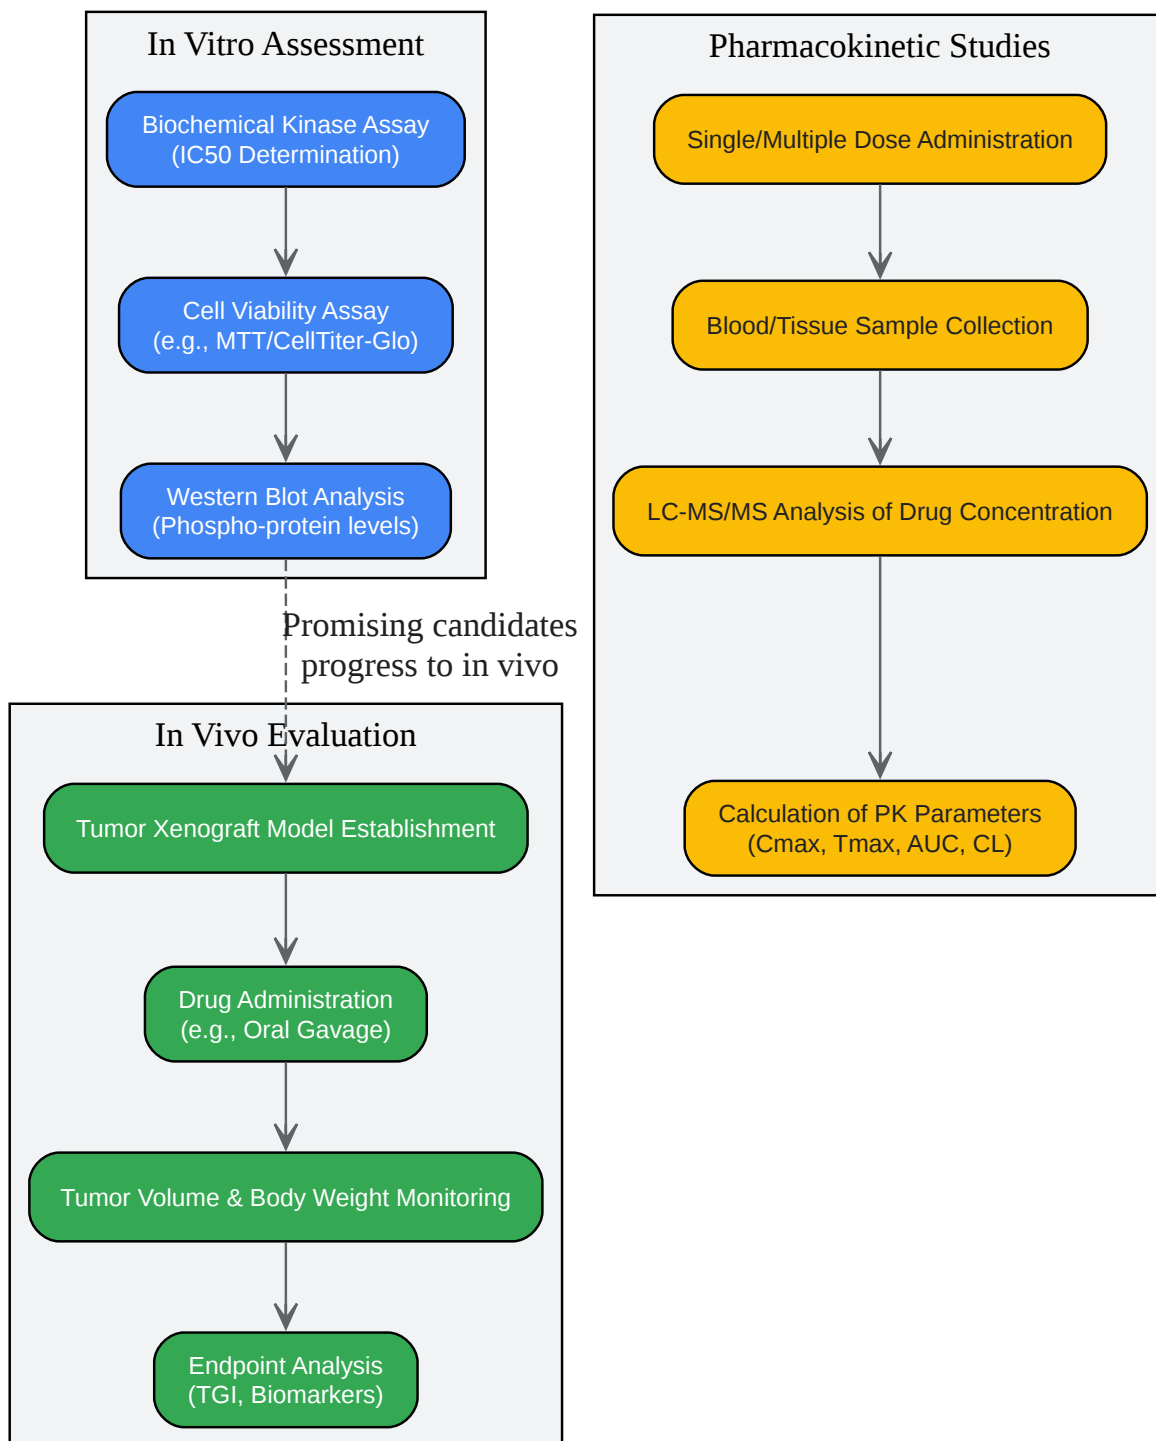 In Vitro Assessment
Biochemical Kinase Assay
(IC50 Determination)
Cell Viability Assay
(e.g., MTT/CellTiter-Glo)
Western Blot Analysis
(Phospho-protein levels)
Promising candidates
progress to in vivo
In Vivo Evaluation
Tumor Xenograft Model Establishment
Drug Administration
(e.g., Oral Gavage)
Tumor Volume & Body Weight Monitoring
Endpoint Analysis
(TGI, Biomarkers)
Pharmacokinetic Studies
Single/Multiple Dose Administration
Blood/Tissue Sample Collection
LC-MS/MS Analysis of Drug Concentration
Calculation of PK Parameters
(Cmax, Tmax, AUC, CL)